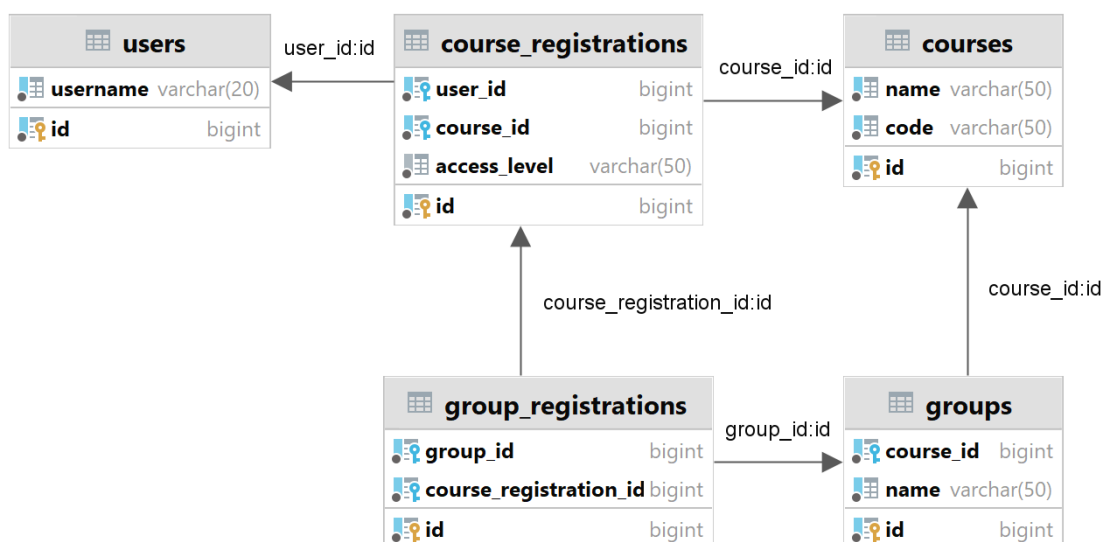 users
username varchar(20)
id bigint
user_id:id
course_registrations
user_id bigint
course_id bigint
access_level varchar(50)
id bigint
course_id:id
courses
name varchar(50)
code varchar(50)
id bigint
course_registration_id:id
course_id:id
group_registrations
group_id bigint
course_registration_id bigint
id bigint
group_id:id
groups
course_id bigint
name varchar(50)
id bigint